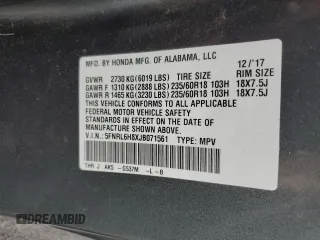 MFD. BY HONDA MFG. OF ALABAMA, LLC 12/'17
GVWR 2730 KG(6019 LBS) TIRE SIZE RIM SIZE
GAWR F 1310 KG(2888 LBS) 235/60R18 103H 18X7.5J
GAWR R 1465 KG(3230 LBS) 235/60R18 103H 18X7.5J
THIS VEHICLE CONFORMS TO ALL APPLICABLE
FEDERAL MOTOR VEHICLE SAFETY
STANDARDS IN EFFECT ON THE DATE OF
MANUFACTURE SHOWN ABOVE.
V.I.N.: 5FNRL6H8XJB071561 TYPE: MPV
THR J AKS -0537M -L-B